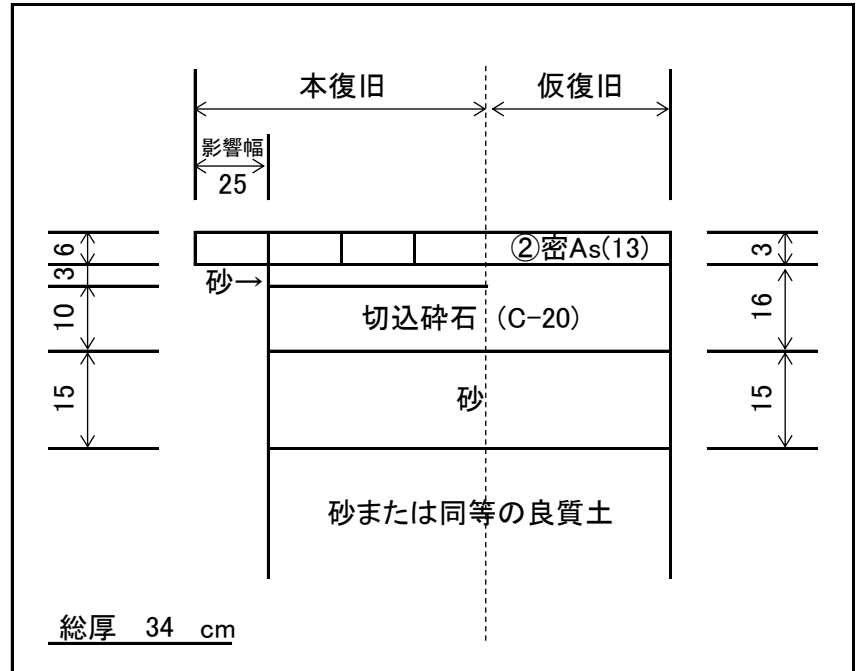 本復旧 仮復旧
影響幅
25
6 ②密As(13) 3
3 砂→
10 切込砕石 (C-20) 16
15 砂 15
砂または同等の良質土
総厚 34 cm